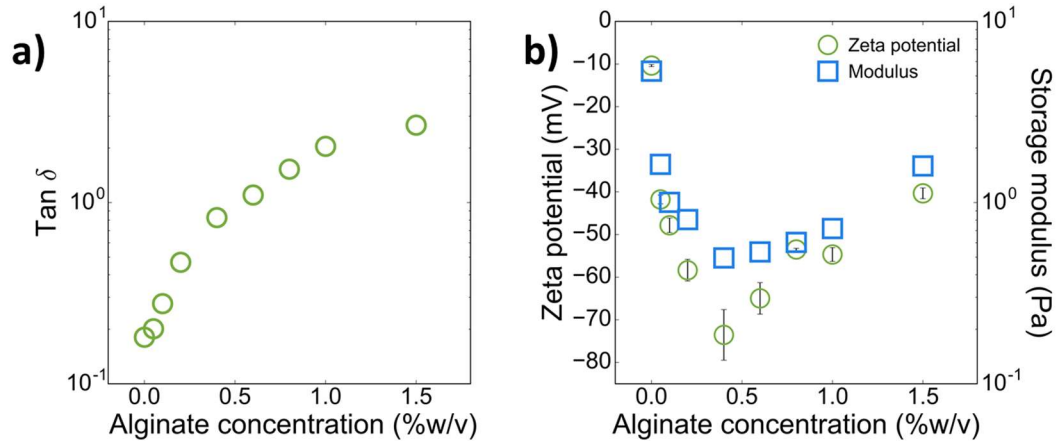 a)
10^1
10^0
10^-1
Tan δ
0.0 0.5 1.0 1.5
Alginate concentration (%w/v)
b)
0
−10
−20
−30
−40
−50
−60
−70
−80
Zeta potential (mV)
Zeta potential
Modulus
10^1
10^0
10^-1
Storage modulus (Pa)
0.0 0.5 1.0 1.5
Alginate concentration (%w/v)